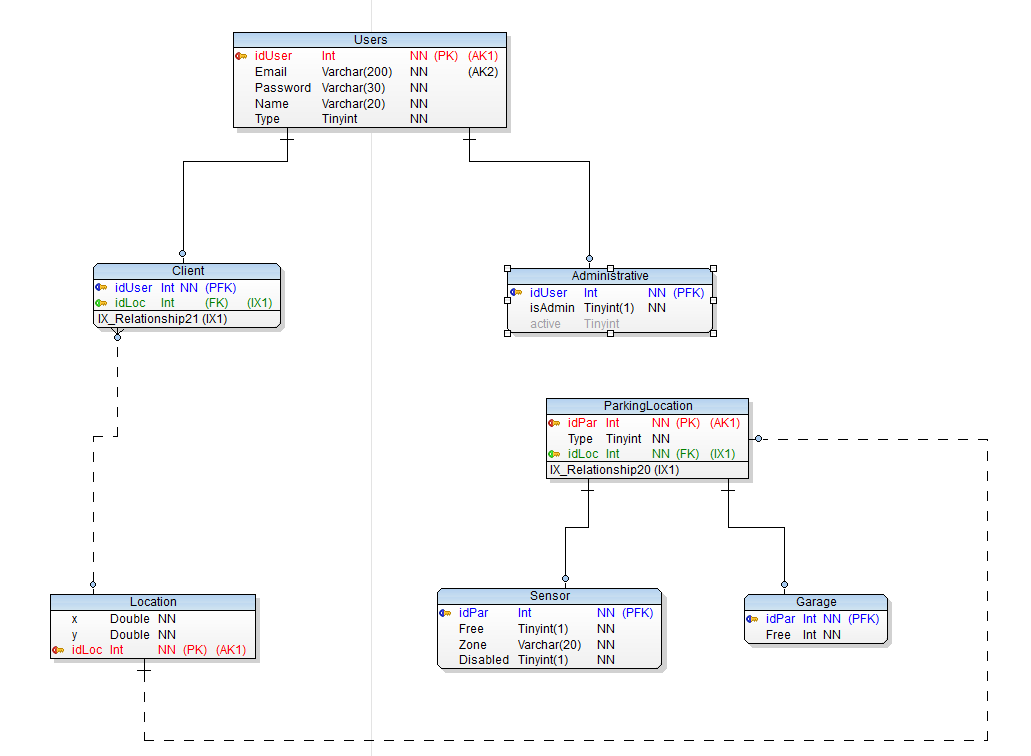 Users
idUser Int NN (PK) (AK1)
Email Varchar(200) NN (AK2)
Password Varchar(30) NN
Name Varchar(20) NN
Type Tinyint NN
Client
idUser Int NN (PFK)
idLoc Int (FK) (IX1)
IX_Relationship21 (IX1)
Administrative
idUser Int NN (PFK)
isAdmin Tinyint(1) NN
active Tinyint
ParkingLocation
idPar Int NN (PK) (AK1)
Type Tinyint NN
idLoc Int NN (FK) (IX1)
IX_Relationship20 (IX1)
Location
x Double NN
y Double NN
idLoc Int NN (PK) (AK1)
Sensor
idPar Int NN (PFK)
Free Tinyint(1) NN
Zone Varchar(20) NN
Disabled Tinyint(1) NN
Garage
idPar Int NN (PFK)
Free Int NN